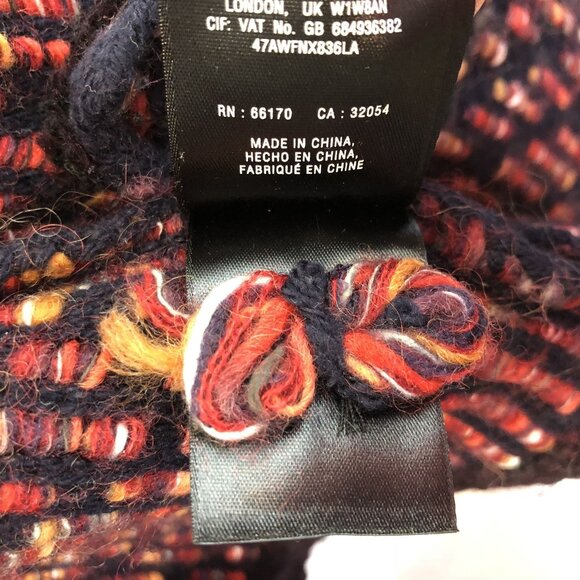 LONDON, UK W1W8AN
CIF: VAT No. GB 684936382
47AWFNX836LA
RN : 66170 CA : 32054
MADE IN CHINA,
HECHO EN CHINA,
FABRIQUÉ EN CHINE